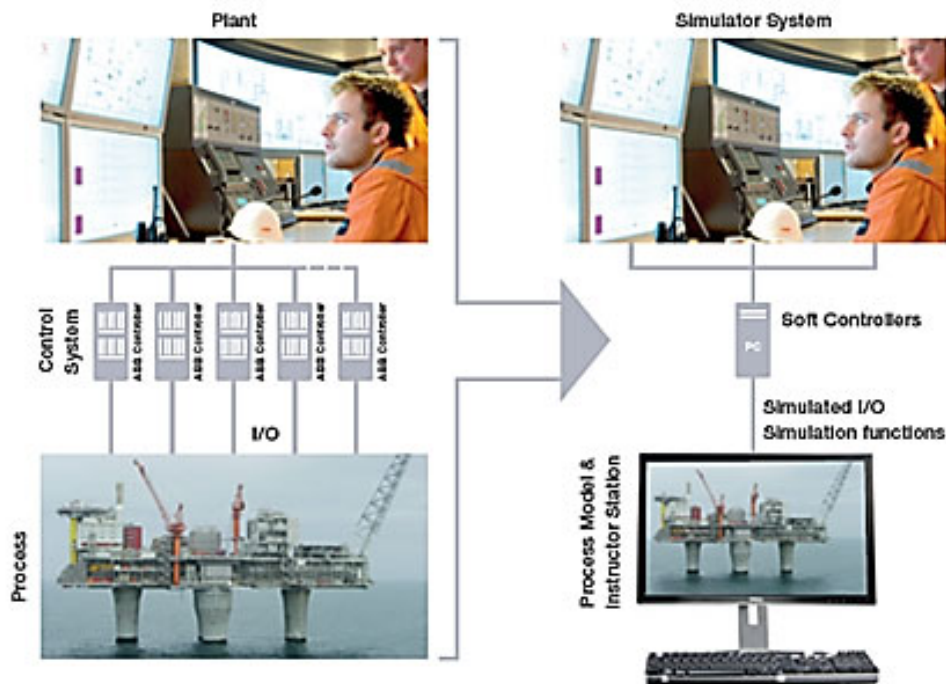 Plant
Simulator System
Control
System
ABB Controller
ABB Controller
ABB Controller
ABB Controller
ABB Controller
I/O
Process
Soft Controllers
PC
Simulated I/O
Simulation functions
Process Model &
Instructor Station